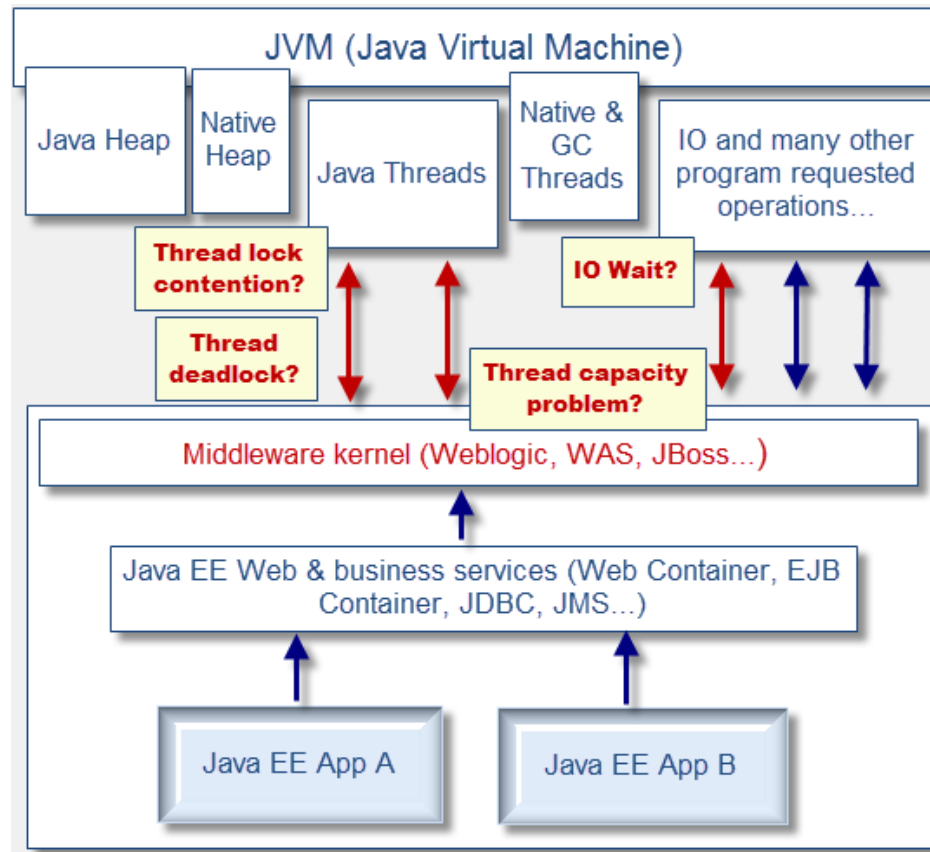 JVM (Java Virtual Machine)
Java Heap
Native
Heap
Java Threads
Native &
GC
Threads
IO and many other
program requested
operations...
Thread lock
contention?
IO Wait?
Thread
deadlock?
Thread capacity
problem?
Middleware kernel (Weblogic, WAS, JBoss...)
Java EE Web & business services (Web Container, EJB
Container, JDBC, JMS...)
Java EE App A
Java EE App B